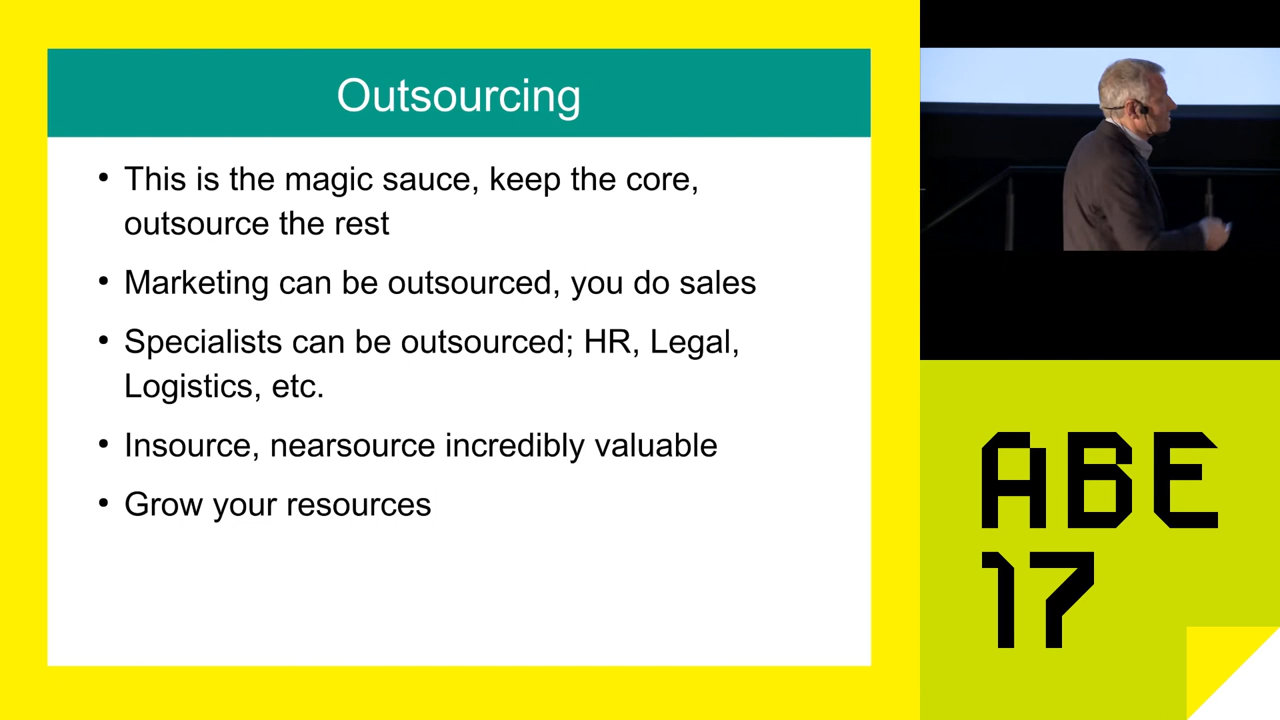 Outsourcing
• This is the magic sauce, keep the core,
outsource the rest
• Marketing can be outsourced, you do sales
• Specialists can be outsourced; HR, Legal,
Logistics, etc.
• Insource, nearsource incredibly valuable
• Grow your resources
ABE
17